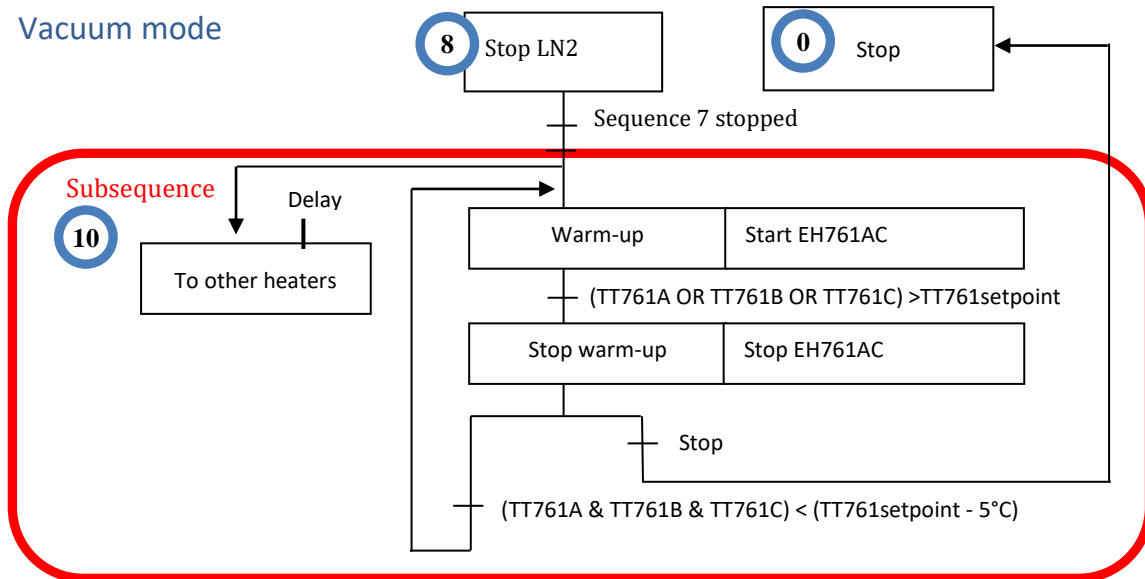 Vacuum mode
8
Stop LN2
0
Stop
Sequence 7 stopped
Subsequence
10
Delay
To other heaters
Warm-up
Start EH761AC
(TT761A OR TT761B OR TT761C) >TT761setpoint
Stop warm-up
Stop EH761AC
Stop
(TT761A & TT761B & TT761C) < (TT761setpoint - 5°C)